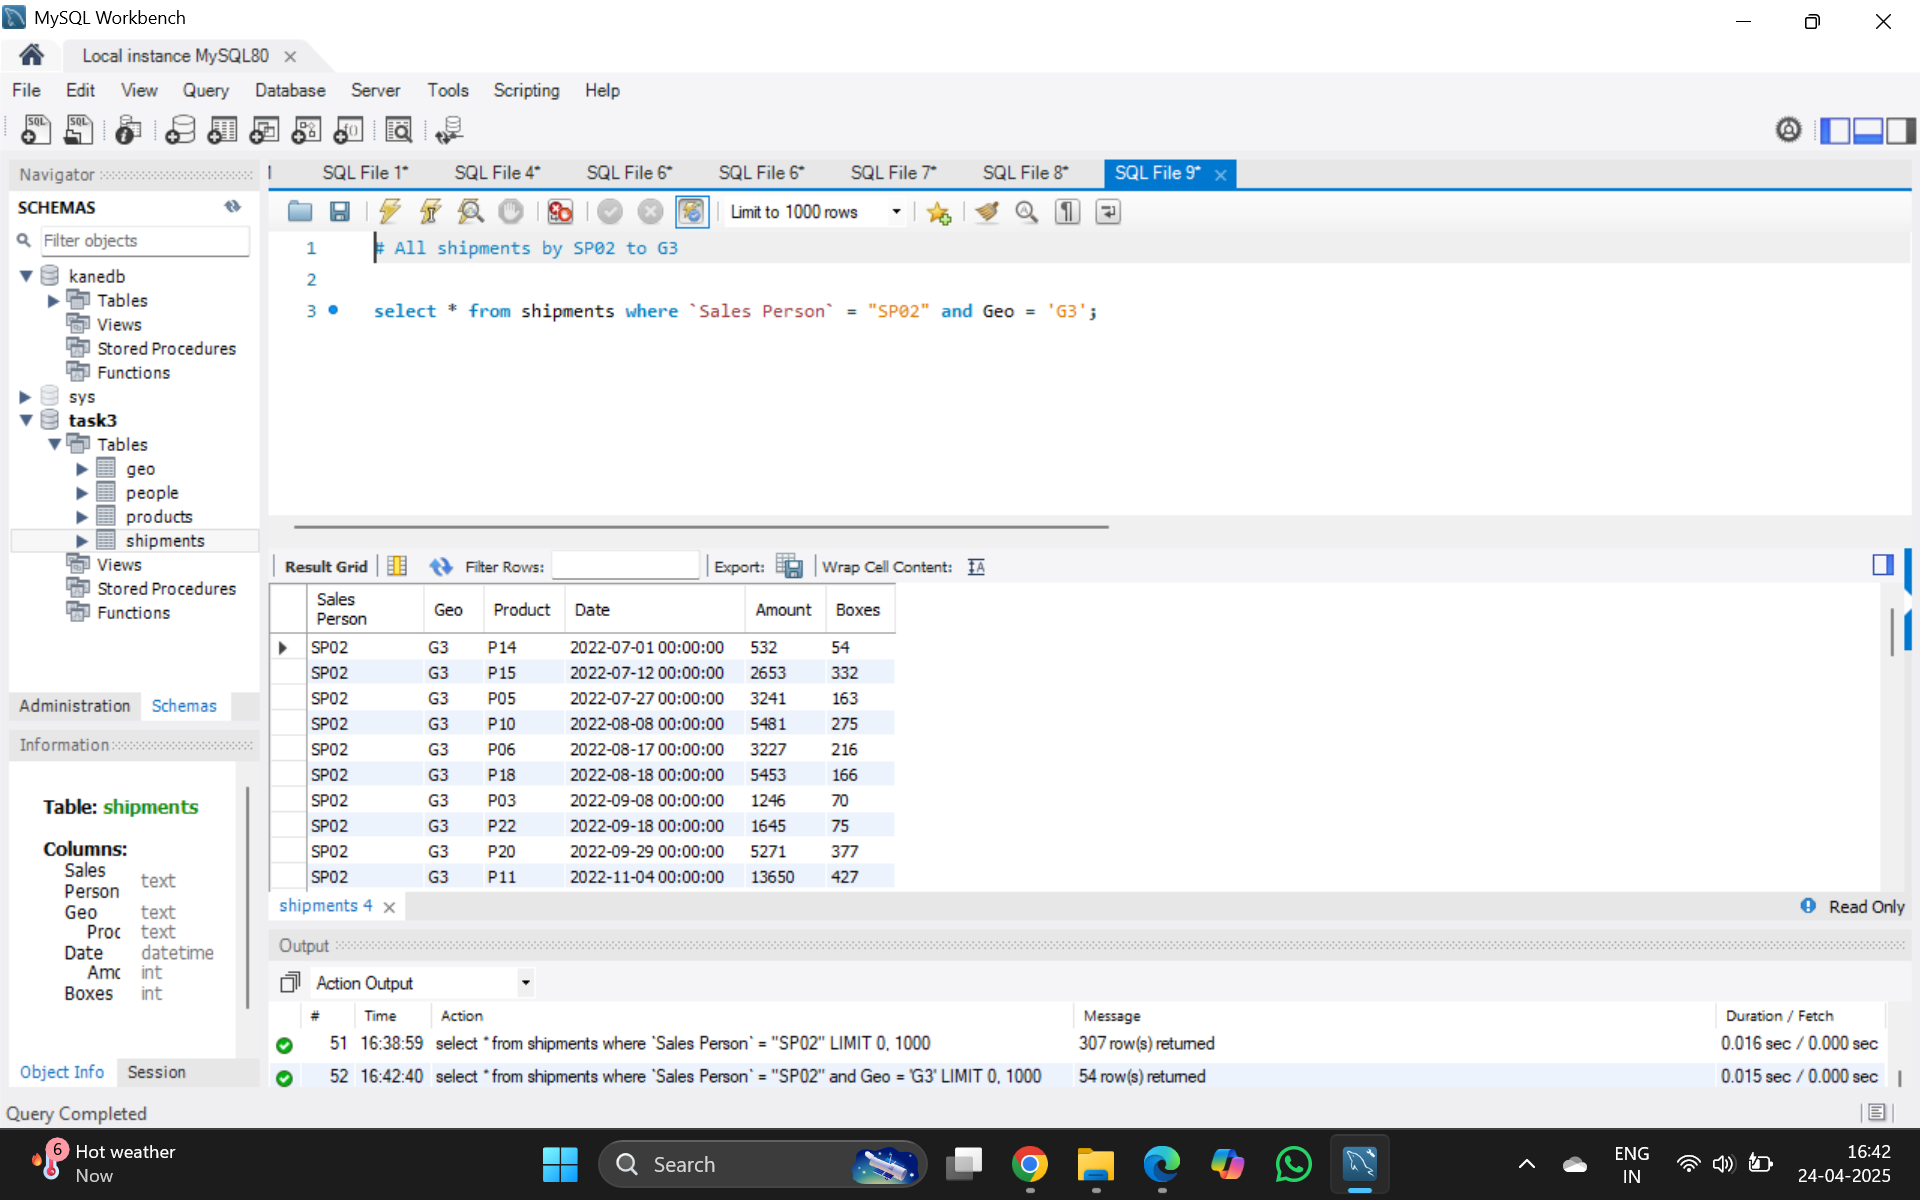 MySQL Workbench
Local instance MySQL80
File Edit View Query Database Server Tools Scripting Help
Navigator
SQL File 1* SQL File 4* SQL File 6* SQL File 6* SQL File 7* SQL File 8* SQL File 9*
SCHEMAS
Limit to 1000 rows
Filter objects
1 # All shipments by SP02 to G3
2
3 select * from shipments where `Sales Person` = "SP02" and Geo = 'G3';
kanedb
Tables
Views
Stored Procedures
Functions
sys
task3
Tables
geo
people
products
shipments
Views
Stored Procedures
Functions
Administration Schemas
Information
Table: shipments
Columns:
Sales Person text
Geo text
Proc text
Date datetime
Amc int
Boxes int
Object Info Session
Result Grid Filter Rows: Export: Wrap Cell Content:
Sales Person Geo Product Date Amount Boxes
SP02 G3 P14 2022-07-01 00:00:00 532 54
SP02 G3 P15 2022-07-12 00:00:00 2653 332
SP02 G3 P05 2022-07-27 00:00:00 3241 163
SP02 G3 P10 2022-08-08 00:00:00 5481 275
SP02 G3 P06 2022-08-17 00:00:00 3227 216
SP02 G3 P18 2022-08-18 00:00:00 5453 166
SP02 G3 P03 2022-09-08 00:00:00 1246 70
SP02 G3 P22 2022-09-18 00:00:00 1645 75
SP02 G3 P20 2022-09-29 00:00:00 5271 377
SP02 G3 P11 2022-11-04 00:00:00 13650 427
shipments 4 Read Only
Output
Action Output
# Time Action Message Duration / Fetch
51 16:38:59 select * from shipments where `Sales Person` = "SP02" LIMIT 0, 1000 307 row(s) returned 0.016 sec / 0.000 sec
52 16:42:40 select * from shipments where `Sales Person` = "SP02" and Geo = 'G3' LIMIT 0, 1000 54 row(s) returned 0.015 sec / 0.000 sec
Query Completed
6 Hot weather
Now
Search
ENG
IN
16:42
24-04-2025